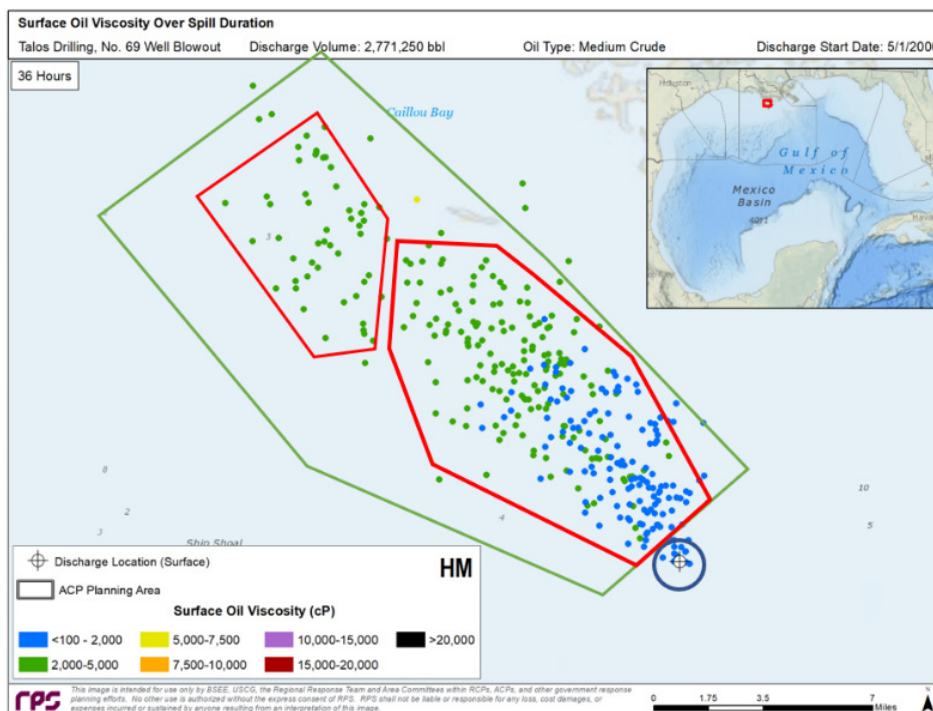 Surface Oil Viscosity Over Spill Duration
Talos Drilling, No. 69 Well Blowout Discharge Volume: 2,771,250 bbl Oil Type: Medium Crude Discharge Start Date: 5/1/200
36 Hours
Caillou Bay
Houston
Gulf of
Mexico
Mexico
Basin
Hava
3
8
2
3
4
10
5
Ship Shoal
Discharge Location (Surface)
HM
ACP Planning Area
Surface Oil Viscosity (cP)
<100 - 2,000 5,000-7,500 10,000-15,000 >20,000
2,000-5,000 7,500-10,000 15,000-20,000
rps
This image is intended for use only by BSEE, USCG, the Regional Response Team and Area Committees within RCPs, ACPs, and other government response
planning efforts. No other use is authorized without the express consent of RPS. RPS shall not be liable or responsible for any loss, cost damages, or
expenses incurred or sustained by anyone resulting from an interpretation of this image.
N
0 1.75 3.5 7
Miles